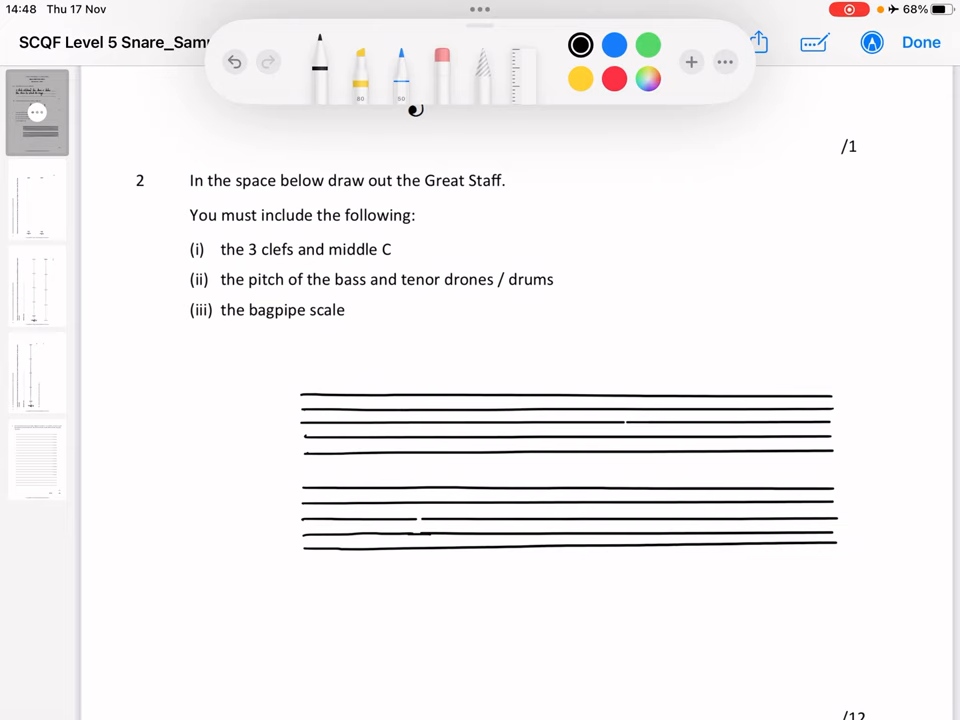 14:48 Thu 17 Nov
68%
SCQF Level 5 Snare_Sam
80
50
Done
/1
2 In the space below draw out the Great Staff.
You must include the following:
(i) the 3 clefs and middle C
(ii) the pitch of the bass and tenor drones / drums
(iii) the bagpipe scale
/12